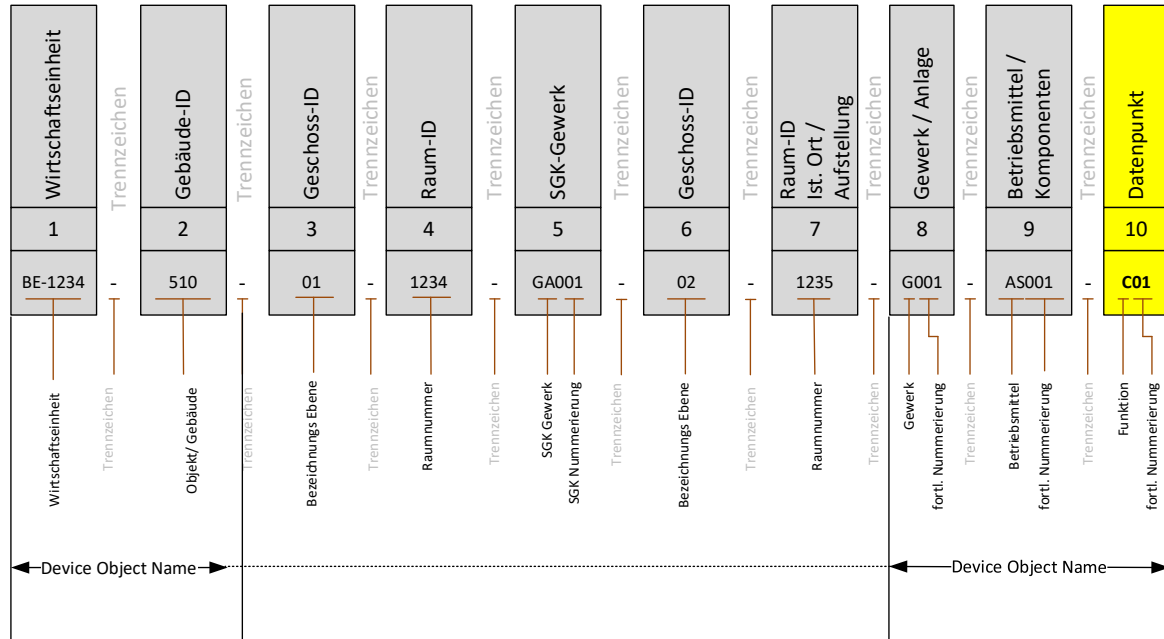 Wirtschaftseinheit
Trennzeichen
Gebäude-ID
Trennzeichen
Geschoss-ID
Trennzeichen
Raum-ID
Trennzeichen
SGK-Gewerk
Trennzeichen
Geschoss-ID
Trennzeichen
Raum-ID
Ist. Ort /
Aufstellung
Trennzeichen
Gewerk / Anlage
Trennzeichen
Betriebsmittel /
Komponenten
Trennzeichen
Datenpunkt
1 2 3 4 5 6 7 8 9 10
BE-1234 - 510 - 01 - 1234 - GA001 - 02 - 1235 - G001 - AS001 - C01
Wirtschaftseinheit
Trennzeichen
Objekt/ Gebäude
Trennzeichen
Bezeichnungs Ebene
Trennzeichen
Raumnummer
Trennzeichen
SGK Gewerk
SGK Nummerierung
Trennzeichen
Bezeichnungs Ebene
Trennzeichen
Raumnummer
Trennzeichen
Gewerk
fortl. Nummerierung
Trennzeichen
Betriebsmittel
fortl. Nummerierung
Trennzeichen
Funktion
fortl. Nummerierung
Device Object Name
Device Object Name